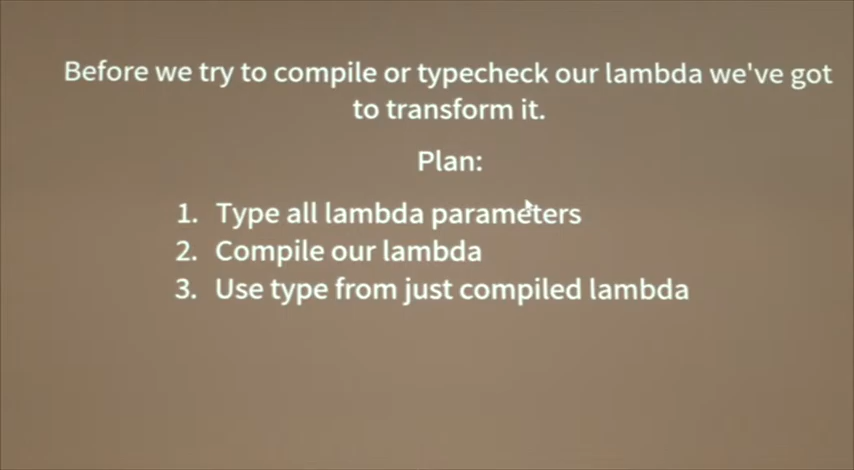 Before we try to compile or typecheck our lambda we've got
to transform it.
Plan:
1. Type all lambda parameters
2. Compile our lambda
3. Use type from just compiled lambda